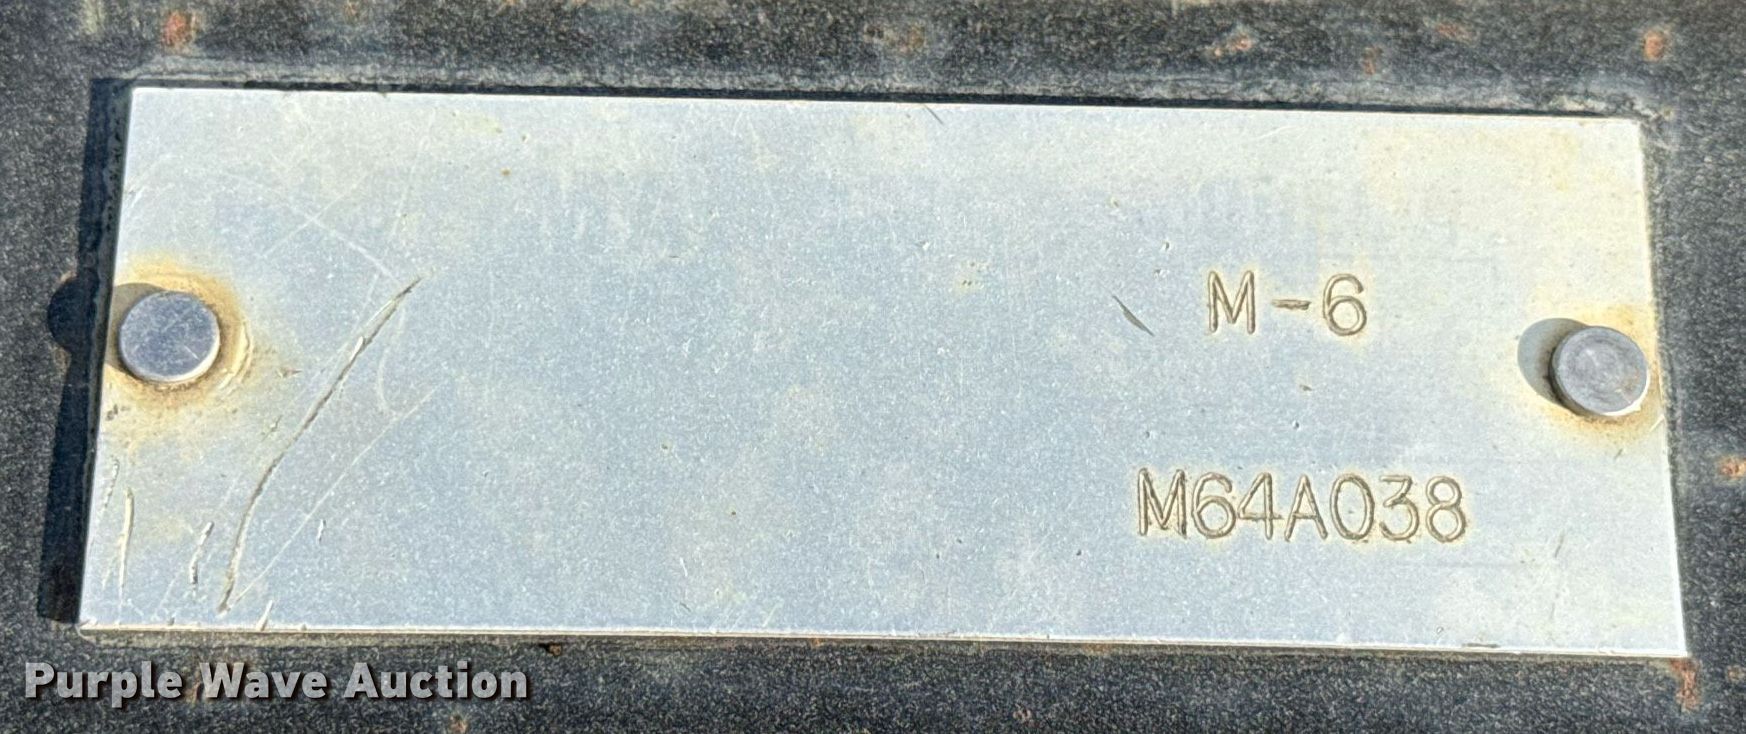 M-6
M64A038
Purple Wave Auction